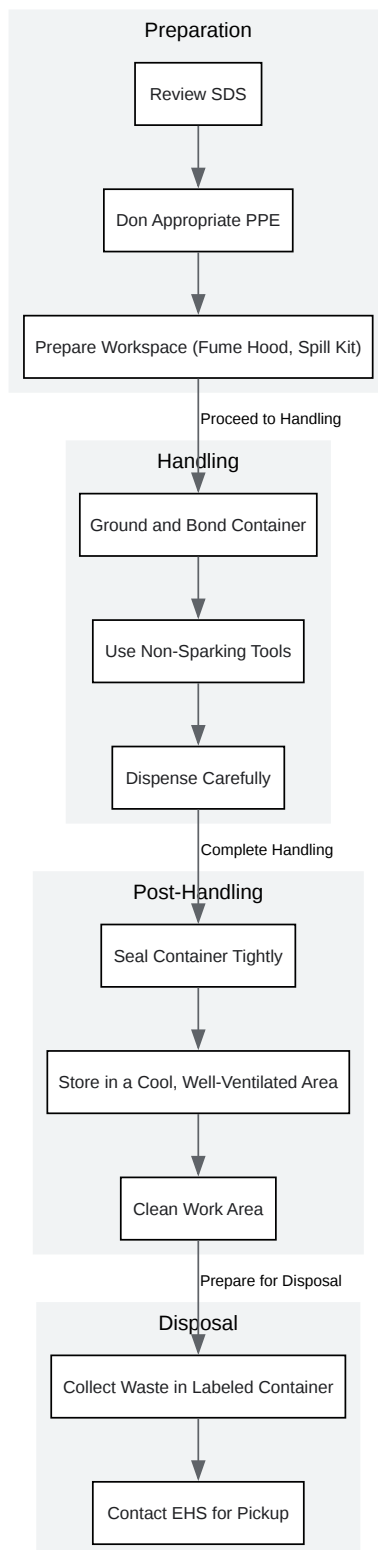 Preparation
Review SDS
Don Appropriate PPE
Prepare Workspace (Fume Hood, Spill Kit)
Proceed to Handling
Handling
Ground and Bond Container
Use Non-Sparking Tools
Dispense Carefully
Complete Handling
Post-Handling
Seal Container Tightly
Store in a Cool, Well-Ventilated Area
Clean Work Area
Prepare for Disposal
Disposal
Collect Waste in Labeled Container
Contact EHS for Pickup